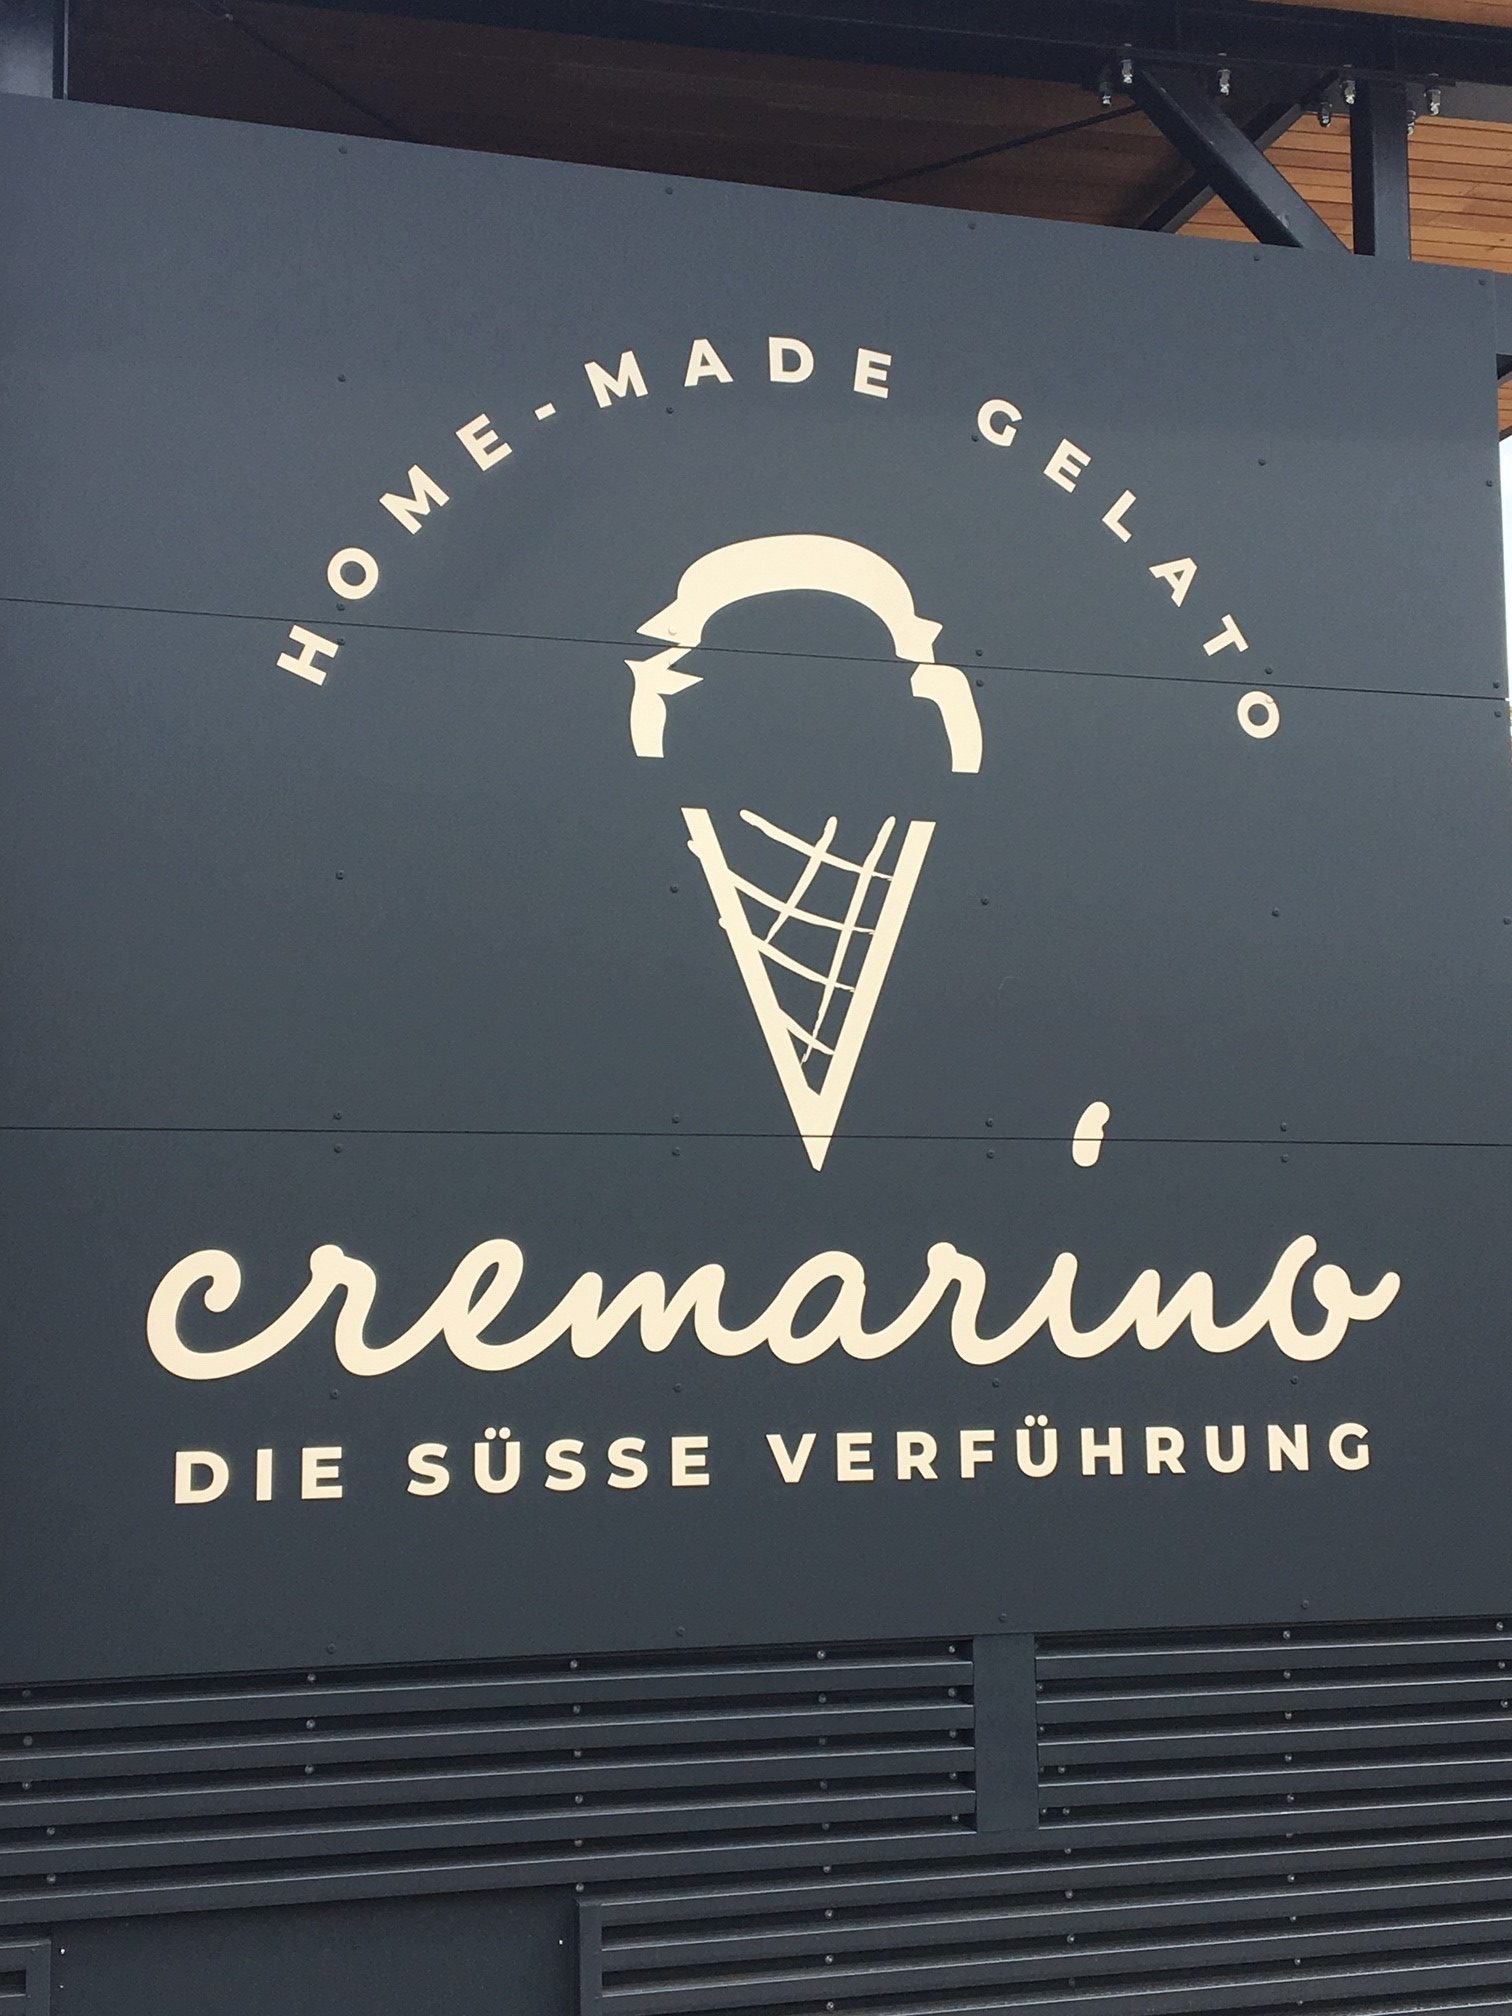 HOME-MADE GELATO
cremarino
DIE SÜSSE VERFÜHRUNG